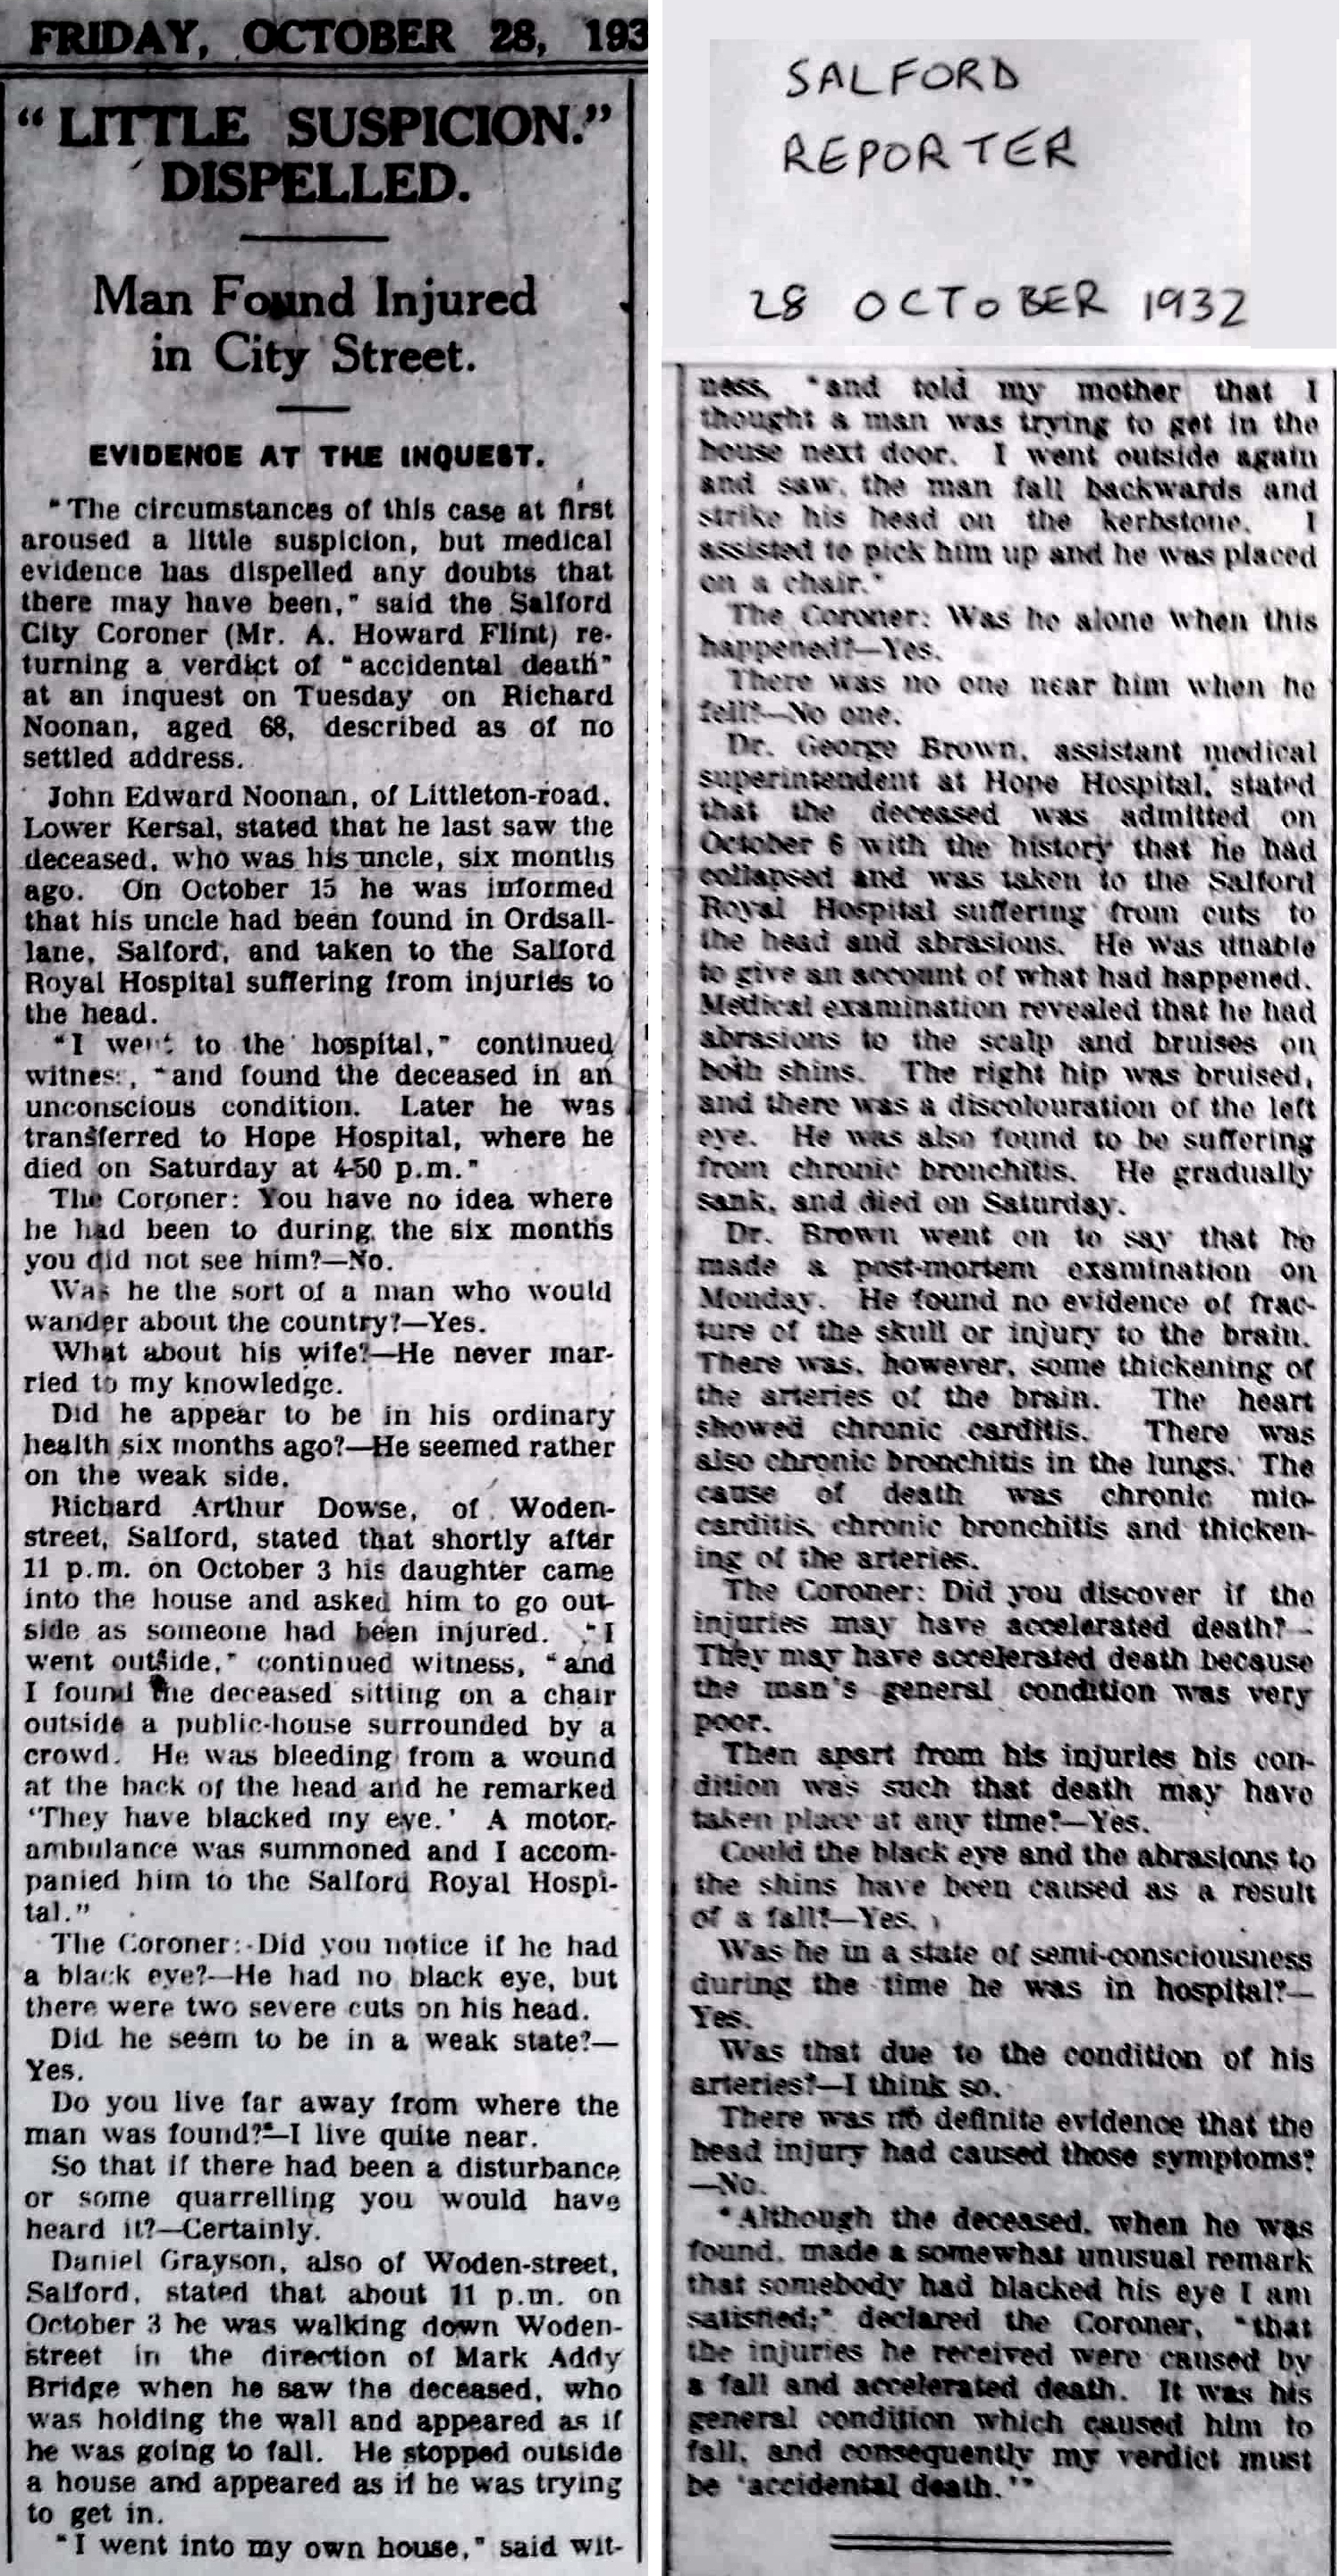 FRIDAY, OCTOBER 28, 193
"LITTLE SUSPICION."
DISPELLED.
Man Found Injured
in City Street.
EVIDENCE AT THE INQUEST.
"The circumstances of this case at first
aroused a little suspicion, but medical
evidence has dispelled any doubts that
there may have been," said the Salford
City Coroner (Mr. A. Howard Flint) re-
turning a verdict of "accidental death"
at an inquest on Tuesday on Richard
Noonan, aged 68, described as of no
settled address.
John Edward Noonan, of Littleton-road,
Lower Kersal, stated that he last saw the
deceased, who was his uncle, six months
ago. On October 15 he was informed
that his uncle had been found in Ordsall-
lane, Salford, and taken to the Salford
Royal Hospital suffering from injuries to
the head.
"I went to the hospital," continued
witness, "and found the deceased in an
unconscious condition. Later he was
transferred to Hope Hospital, where he
died on Saturday at 4-50 p.m."
The Coroner: You have no idea where
he had been to during the six months
you did not see him?—No.
Was he the sort of a man who would
wander about the country?—Yes.
What about his wife?—He never mar-
ried to my knowledge.
Did he appear to be in his ordinary
health six months ago?—He seemed rather
on the weak side.
Richard Arthur Dowse, of Woden-
street, Salford, stated that shortly after
11 p.m. on October 3 his daughter came
into the house and asked him to go out-
side as someone had been injured. "I
went outside," continued witness, "and
I found the deceased sitting on a chair
outside a public-house surrounded by a
crowd. He was bleeding from a wound
at the back of the head and he remarked
'They have blacked my eye.' A motor-
ambulance was summoned and I accom-
panied him to the Salford Royal Hospi-
tal."
The Coroner: Did you notice if he had
a black eye?—He had no black eye, but
there were two severe cuts on his head.
Did he seem to be in a weak state?—
Yes.
Do you live far away from where the
man was found?—I live quite near.
So that if there had been a disturbance
or some quarrelling you would have
heard it?—Certainly.
Daniel Grayson, also of Woden-street,
Salford, stated that about 11 p.m. on
October 3 he was walking down Woden-
street in the direction of Mark Addy
Bridge when he saw the deceased, who
was holding the wall and appeared as if
he was going to fall. He stopped outside
a house and appeared as if he was trying
to get in.
"I went into my own house," said wit-
SALFORD
REPORTER
28 OCTOBER 1932
ness, "and told my mother that I
thought a man was trying to get in the
house next door. I went outside again
and saw the man fall backwards and
strike his head on the kerbstone. I
assisted to pick him up and he was placed
on a chair."
The Coroner: Was he alone when this
happened?—Yes.
There was no one near him when he
fell?—No one.
Dr. George Brown, assistant medical
superintendent at Hope Hospital, stated
that the deceased was admitted on
October 6 with the history that he had
collapsed and was taken to the Salford
Royal Hospital suffering from cuts to
the head and abrasions. He was unable
to give an account of what had happened.
Medical examination revealed that he had
abrasions to the scalp and bruises on
both shins. The right hip was bruised,
and there was a discolouration of the left
eye. He was also found to be suffering
from chronic bronchitis. He gradually
sank, and died on Saturday.
Dr. Brown went on to say that he
made a post-mortem examination on
Monday. He found no evidence of frac-
ture of the skull or injury to the brain.
There was, however, some thickening of
the arteries of the brain. The heart
showed chronic carditis. There was
also chronic bronchitis in the lungs. The
cause of death was chronic mio-
carditis, chronic bronchitis and thicken-
ing of the arteries.
The Coroner: Did you discover if the
injuries may have accelerated death?—
They may have accelerated death because
the man's general condition was very
poor.
Then apart from his injuries his con-
dition was such that death may have
taken place at any time?—Yes.
Could the black eye and the abrasions to
the shins have been caused as a result
of a fall?—Yes.
Was he in a state of semi-consciousness
during the time he was in hospital?—
Yes.
Was that due to the condition of his
arteries?—I think so.
There was no definite evidence that the
head injury had caused those symptoms?
—No.
"Although the deceased, when he was
found, made a somewhat unusual remark
that somebody had blacked his eye I am
satisfied," declared the Coroner, "that
the injuries he received were caused by
a fall and accelerated death. It was his
general condition which caused him to
fall, and consequently my verdict must
be 'accidental death.'"